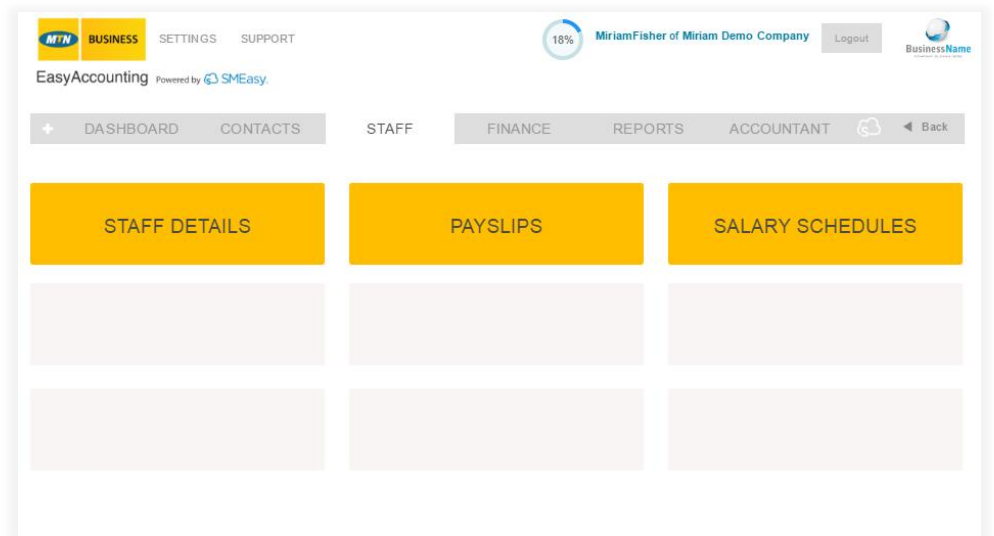 MTN BUSINESS SETTINGS SUPPORT
18% MiriamFisher of Miriam Demo Company Logout
BusinessName
EasyAccounting Powered by SMEasy.
DASHBOARD CONTACTS STAFF FINANCE REPORTS ACCOUNTANT Back
STAFF DETAILS PAYSLIPS SALARY SCHEDULES